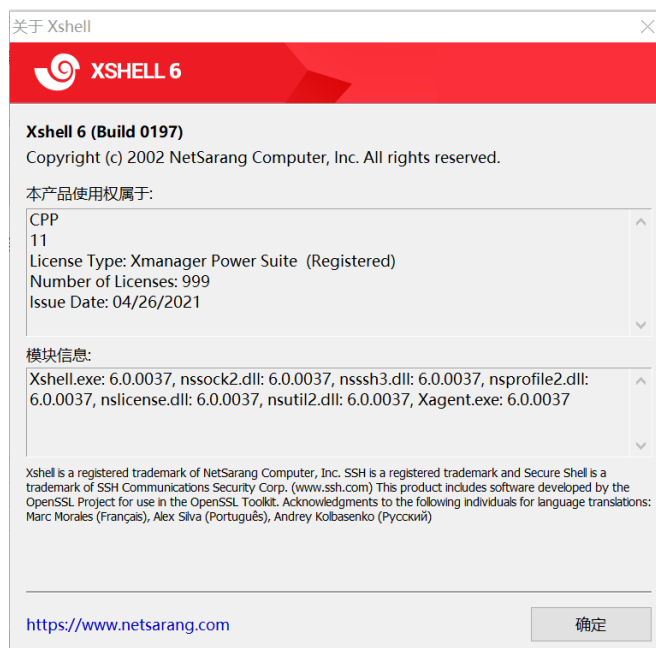 关于 Xshell
XSHELL 6
Xshell 6 (Build 0197)
Copyright (c) 2002 NetSarang Computer, Inc. All rights reserved.
本产品使用权属于:
CPP
11
License Type: Xmanager Power Suite  (Registered)
Number of Licenses: 999
Issue Date: 04/26/2021
模块信息:
Xshell.exe: 6.0.0037, nssock2.dll: 6.0.0037, nsssh3.dll: 6.0.0037, nsprofile2.dll:
6.0.0037, nslicense.dll: 6.0.0037, nsutil2.dll: 6.0.0037, Xagent.exe: 6.0.0037
Xshell is a registered trademark of NetSarang Computer, Inc. SSH is a registered trademark and Secure Shell is a
trademark of SSH Communications Security Corp. (www.ssh.com) This product includes software developed by the
OpenSSL Project for use in the OpenSSL Toolkit. Acknowledgments to the following individuals for language translations:
Marc Morales (Français), Alex Silva (Português), Andrey Kolbasenko (Русский)
https://www.netsarang.com
确定